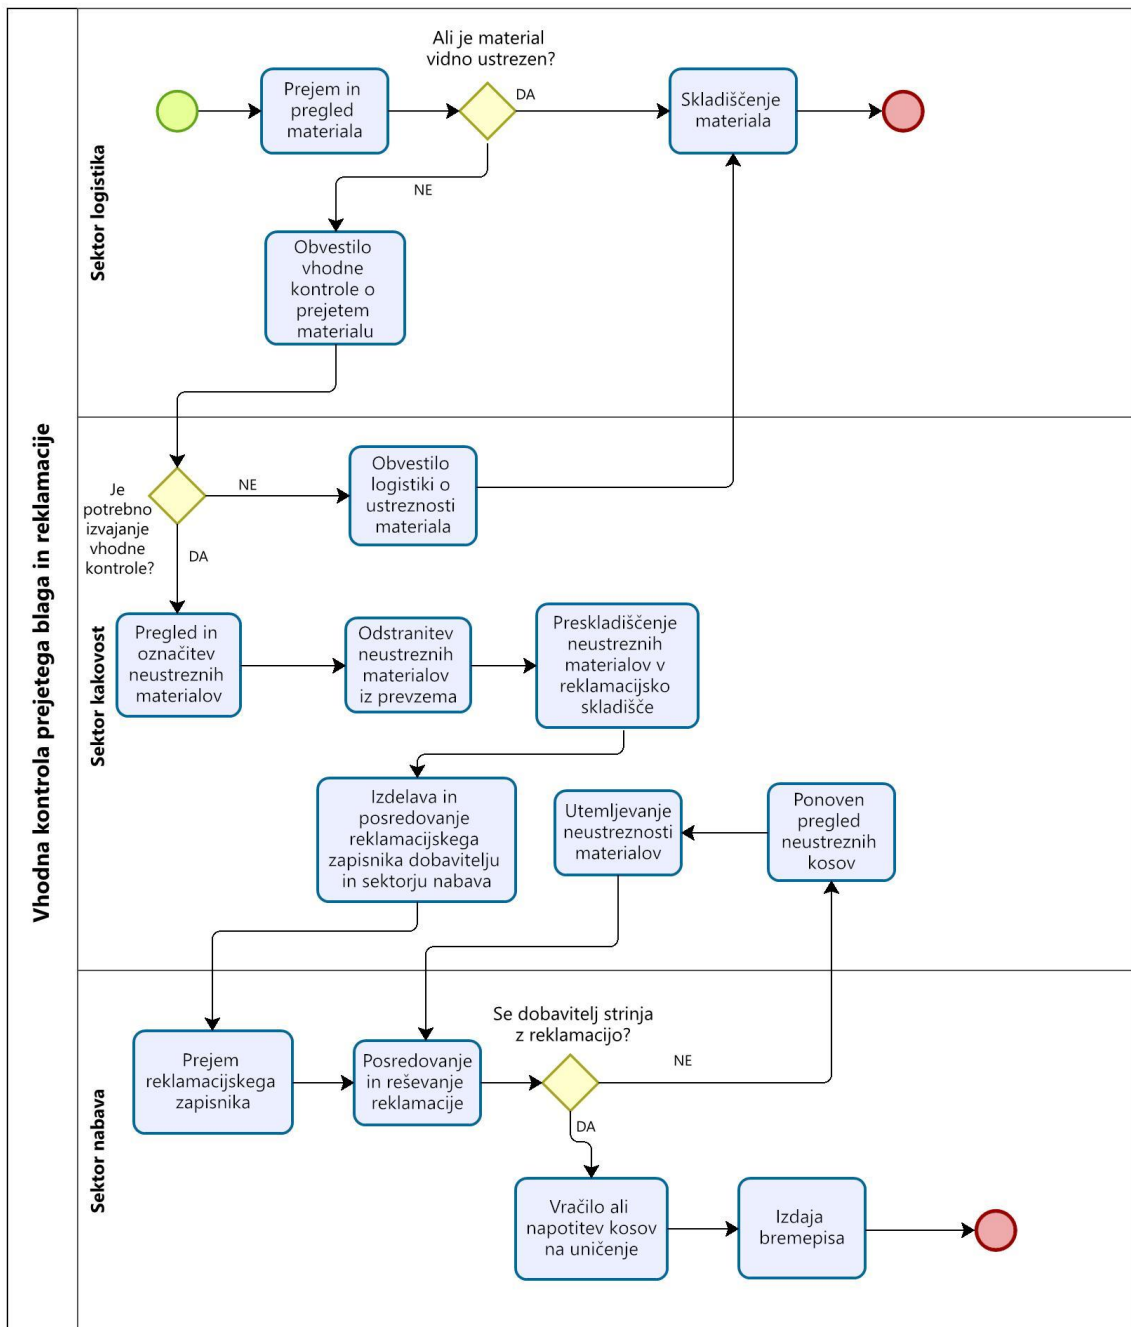 Vhodna kontrola prejetega blaga in reklamacije
Sektor logistika
Ali je material
vidno ustrezen?
Prejem in
pregled
materiala
DA
Skladiščenje
materiala
NE
Obvestilo
vhodne
kontrole o
prejetem
materialu
Sektor kakovost
Je
potrebno
izvajanje
vhodne
kontrole?
NE
Obvestilo
logistiki o
ustreznosti
materiala
DA
Pregled in
označitev
neustreznih
materialov
Odstranitev
neustreznih
materialov
iz prevzema
Preskladiščenje
neustreznih
materialov v
reklamacijsko
skladišče
Izdelava in
posredovanje
reklamacijskega
zapisnika dobavitelju
in sektorju nabava
Utemljevanje
neustreznosti
materialov
Ponoven
pregled
neustreznih
kosov
Sektor nabava
Se dobavitelj strinja
z reklamacijo?
Prejem
reklamacijskega
zapisnika
Posredovanje
in reševanje
reklamacije
NE
DA
Vračilo ali
napotitev kosov
na uničenje
Izdaja
bremepisa